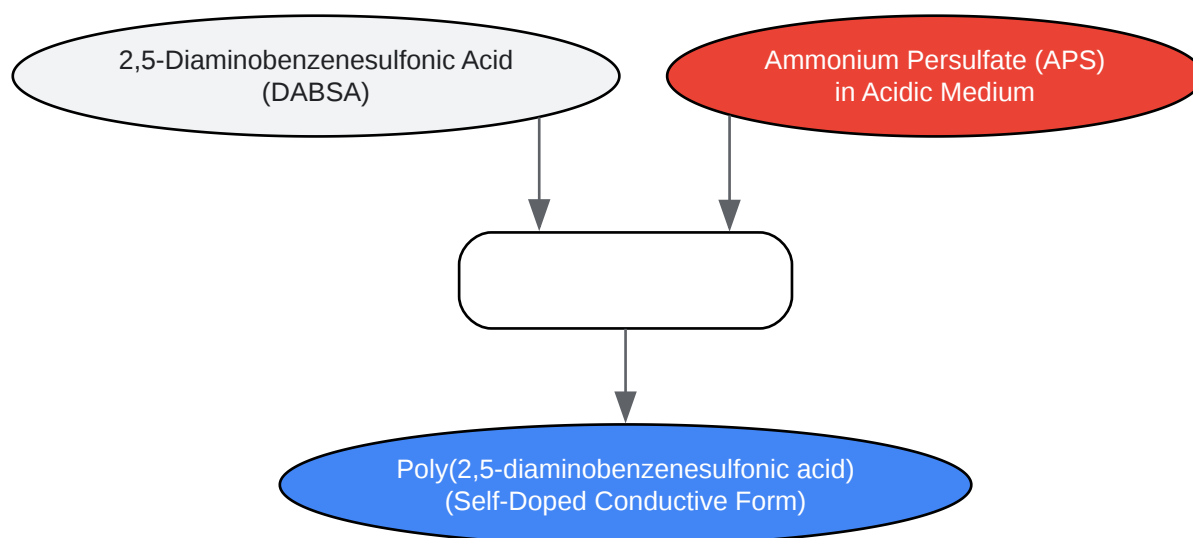 2,5-Diaminobenzenesulfonic Acid
(DABSA)
Ammonium Persulfate (APS)
in Acidic Medium
Poly(2,5-diaminobenzenesulfonic acid)
(Self-Doped Conductive Form)